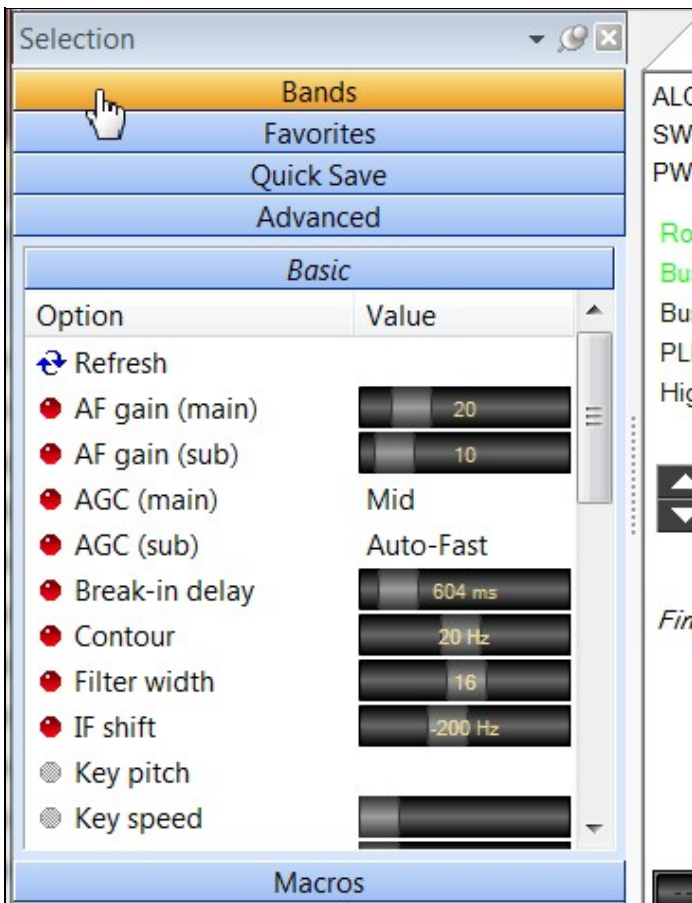 Selection
Bands
Favorites
Quick Save
Advanced
Basic
Option Value
Refresh
AF gain (main) 20
AF gain (sub) 10
AGC (main) Mid
AGC (sub) Auto-Fast
Break-in delay 604 ms
Contour 20 Hz
Filter width 16
IF shift -200 Hz
Key pitch
Key speed
Macros
SW
PW